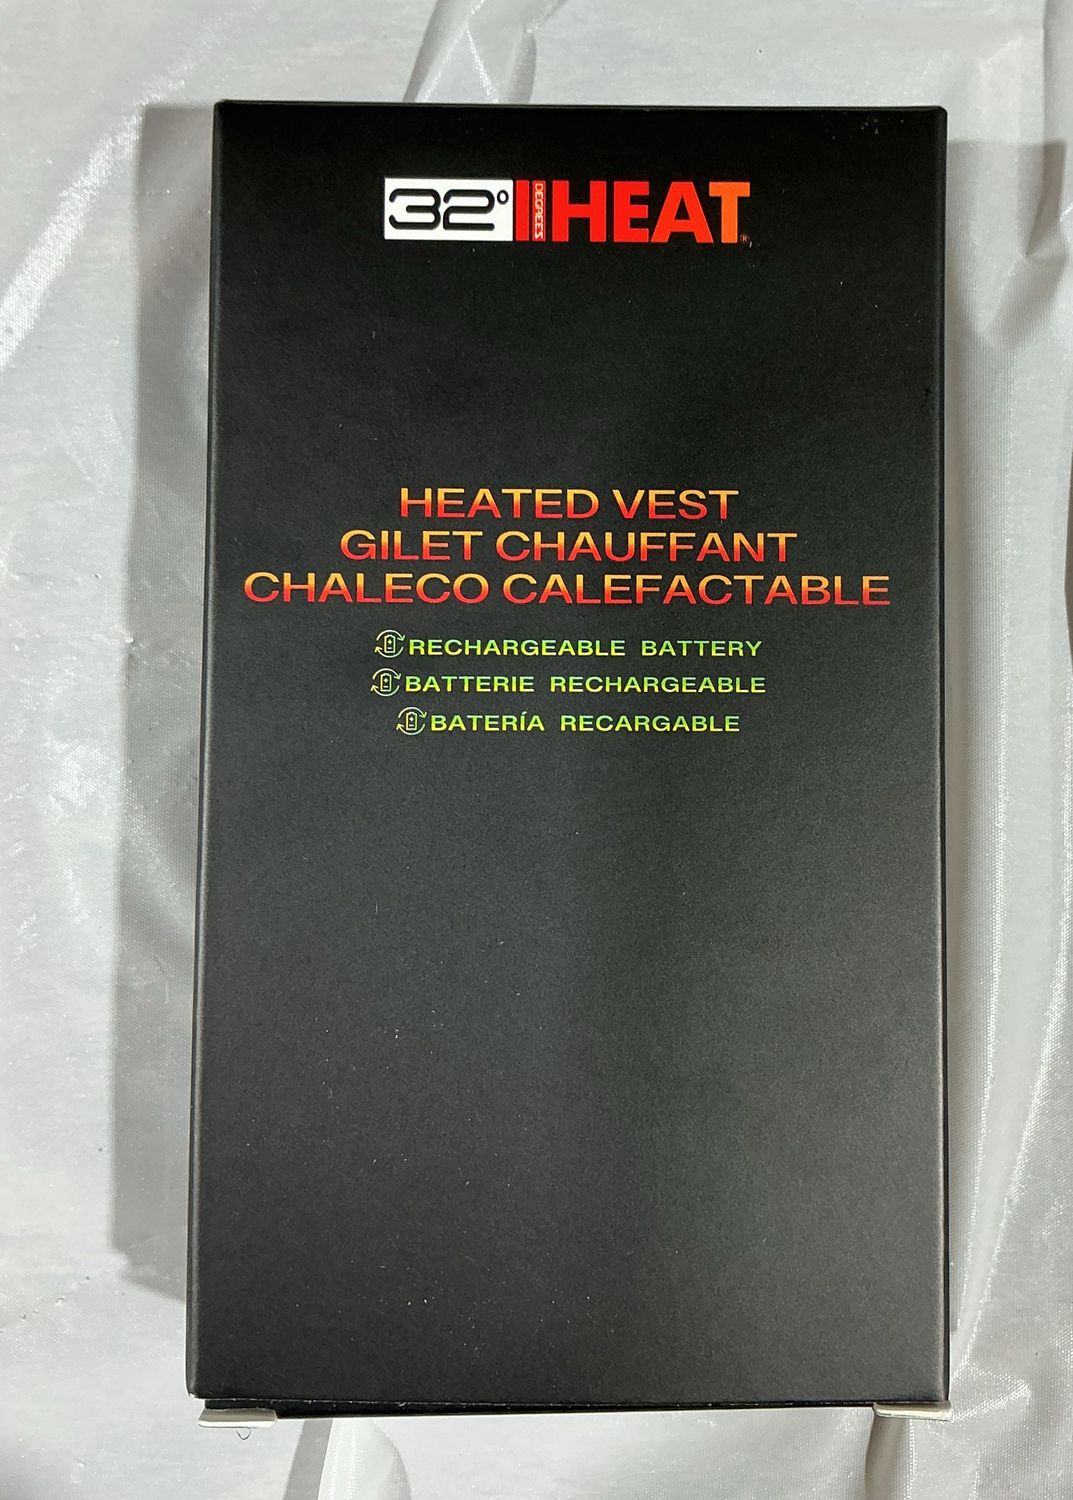 32° DEGREES HEAT®
HEATED VEST
GILET CHAUFFANT
CHALECO CALEFACTABLE
RECHARGEABLE BATTERY
BATTERIE RECHARGEABLE
BATERÍA RECARGABLE